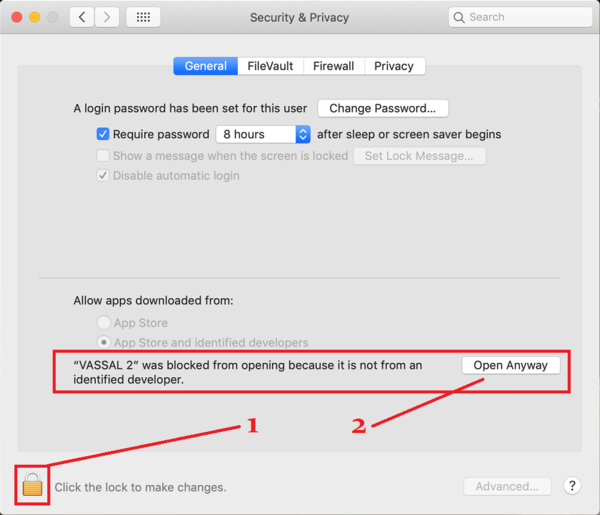 Security & Privacy
Search
General FileVault Firewall Privacy
A login password has been set for this user Change Password...
Require password 8 hours after sleep or screen saver begins
Show a message when the screen is locked Set Lock Message...
Disable automatic login
Allow apps downloaded from:
App Store
App Store and identified developers
“VASSAL 2” was blocked from opening because it is not from an Open Anyway
identified developer.
1 2
Click the lock to make changes. Advanced... ?